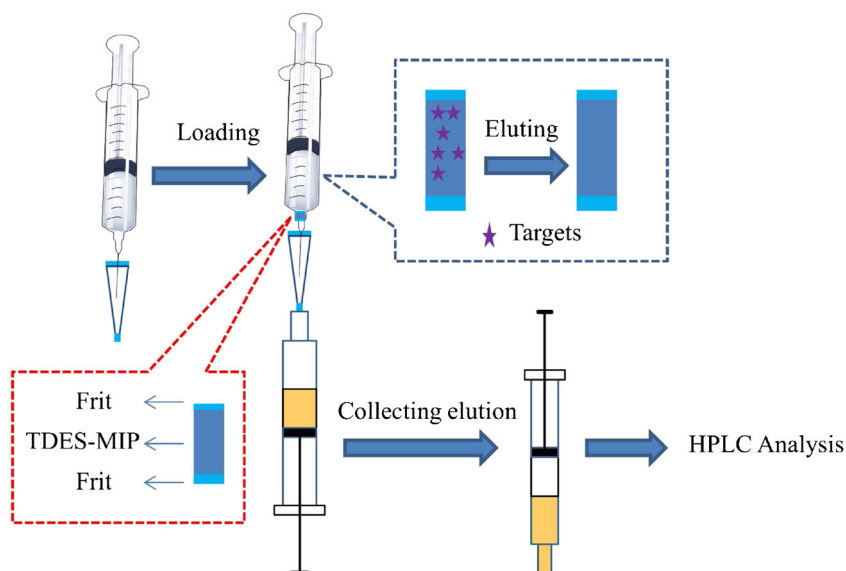 Loading
Eluting
Targets
Frit
TDES-MIP
Frit
Collecting elution
HPLC Analysis